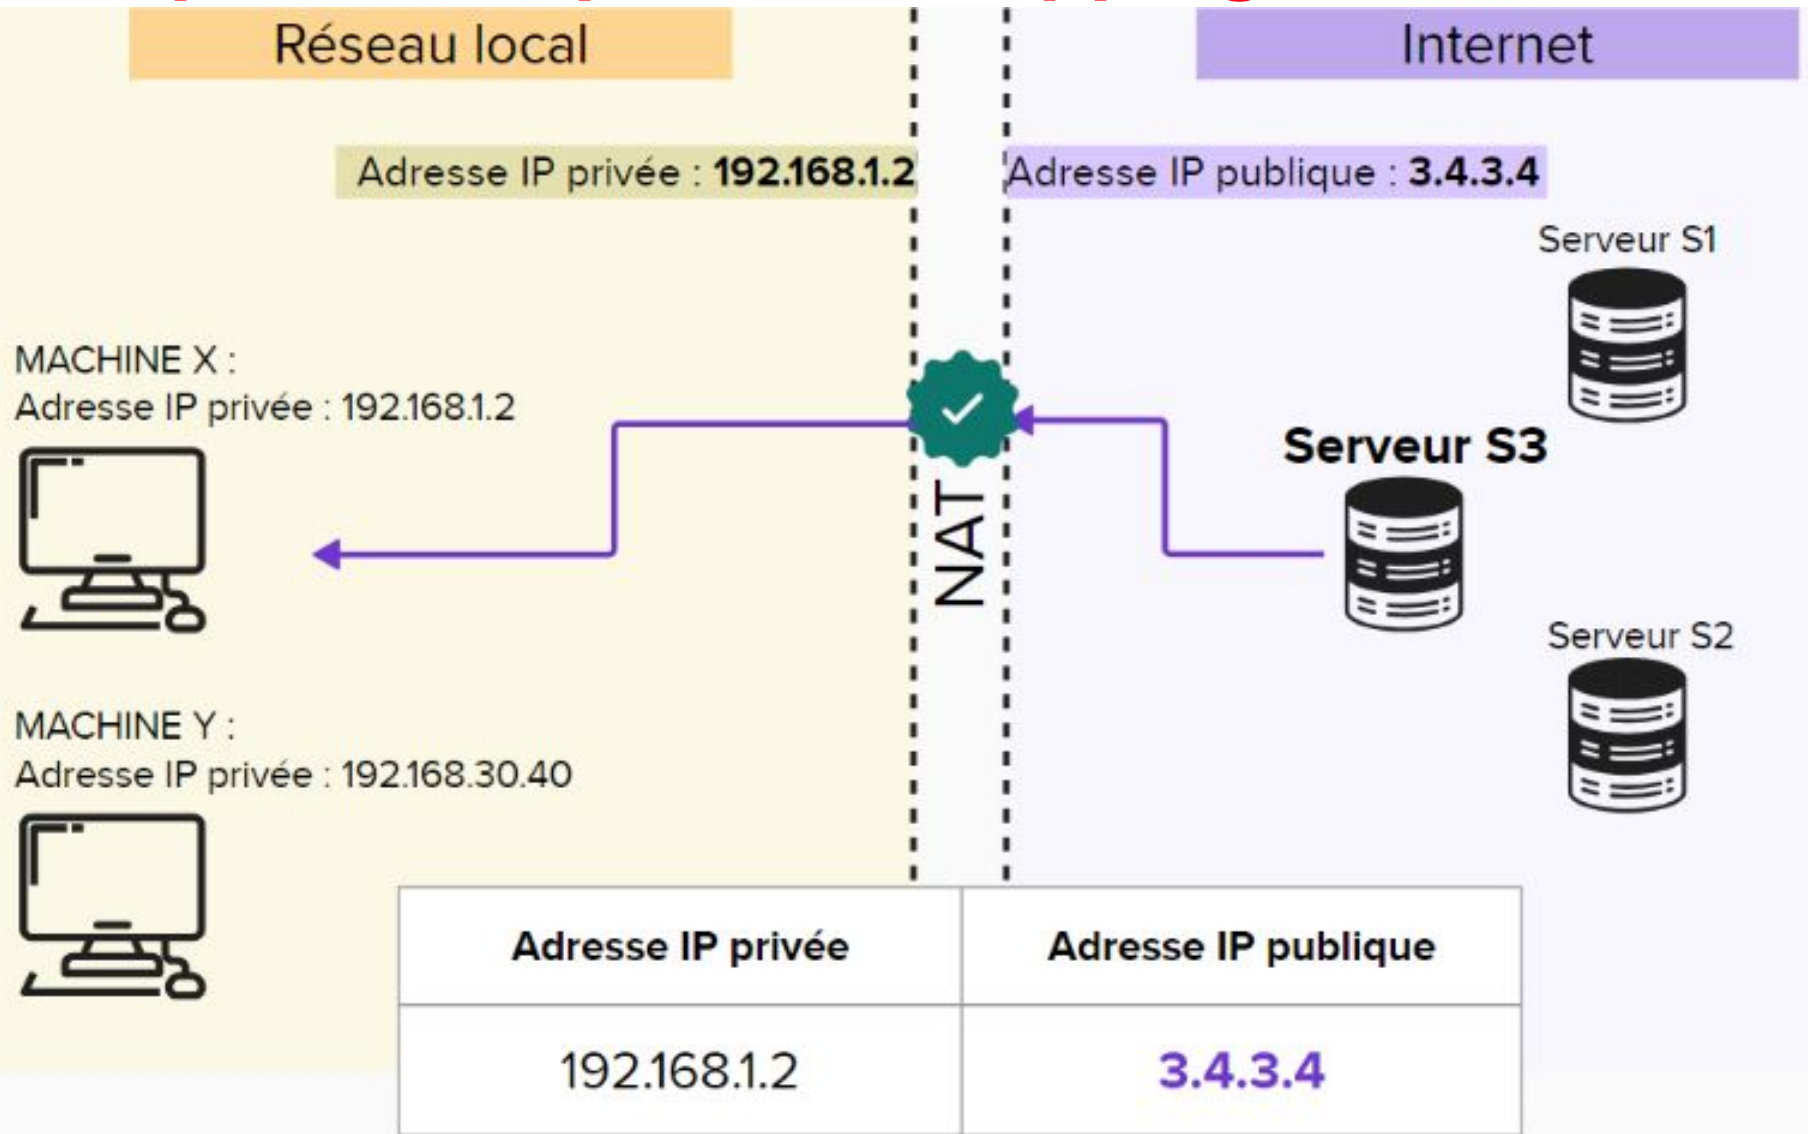 Réseau local
Internet
Adresse IP privée : 192.168.1.2
Adresse IP publique : 3.4.3.4
Serveur S1
MACHINE X :
Adresse IP privée : 192.168.1.2
Serveur S3
NAT
Serveur S2
MACHINE Y :
Adresse IP privée : 192.168.30.40
Adresse IP privée
Adresse IP publique
192.168.1.2
3.4.3.4